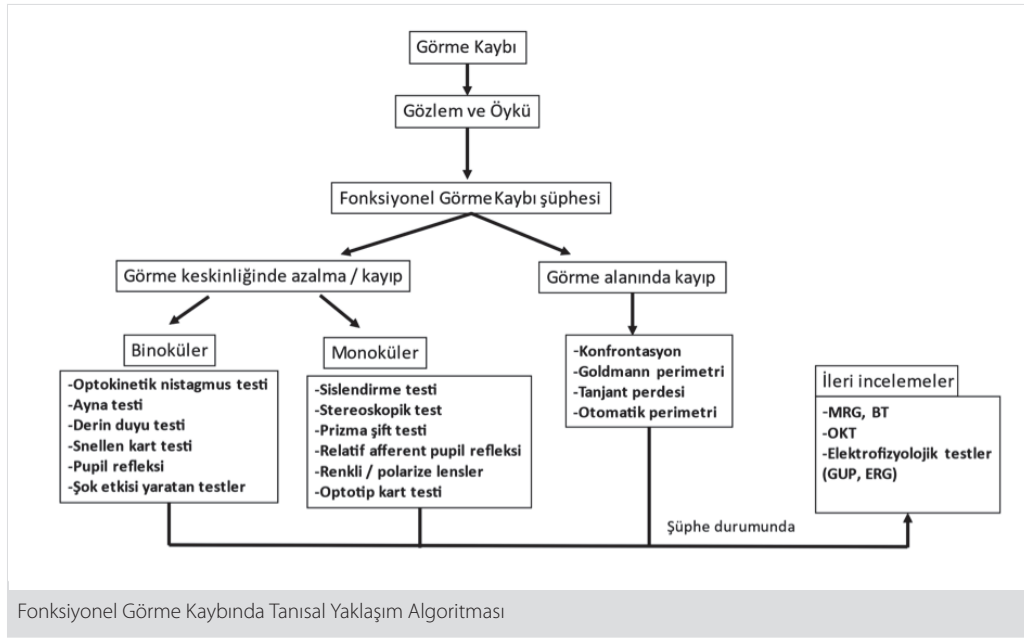 Görme Kaybı
Gözlem ve Öykü
Fonksiyonel Görme Kaybı şüphesi
Görme keskinliğinde azalma / kayıp
Görme alanında kayıp
Binoküler
-Optokinetik nistagmus testi
-Ayna testi
-Derin duyu testi
-Snellen kart testi
-Pupil refleksi
-Şok etkisi yaratan testler
Monoküler
-Sislendirme testi
-Stereoskopik test
-Prizma şift testi
-Relatif afferent pupil refleksi
-Renkli / polarize lensler
-Optotip kart testi
-Konfrontasyon
-Goldmann perimetri
-Tanjant perdesi
-Otomatik perimetri
İleri incelemeler
-MRG, BT
-OKT
-Elektrofizyolojik testler
(GUP, ERG)
Şüphe durumunda
Fonksiyonel Görme Kaybında Tanısal Yaklaşım Algoritması